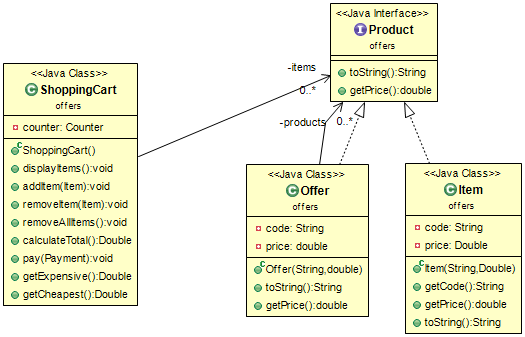 <<Java Interface>>
Product
offers
toString():String
getPrice():double
<<Java Class>>
ShoppingCart
offers
counter: Counter
ShoppingCart()
displayItems():void
addItem(Item):void
removeItem(Item):void
removeAllItems():void
calculateTotal():Double
pay(Payment):void
getExpensive():Double
getCheapest():Double
-items
0..*
-products
0..*
<<Java Class>>
Offer
offers
code: String
price: double
Offer(String,double)
toString():String
getPrice():double
<<Java Class>>
Item
offers
code: String
price: Double
Item(String,Double)
getCode():String
getPrice():double
toString():String